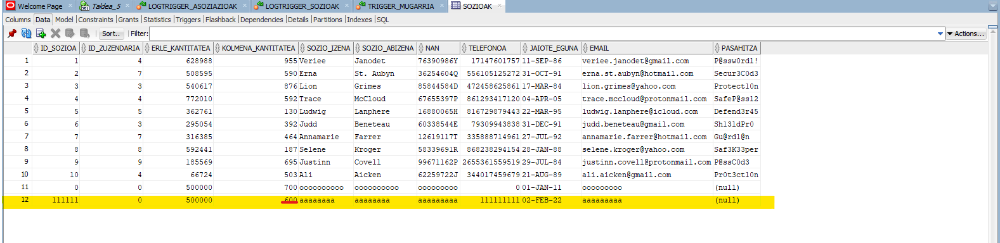 Welcome Page Taldea_5 LOGTRIGGER_ASOZIAZIOAK LOGTRIGGER_SOZIOAK TRIGGER_MUGARRIA SOZIOAK
Columns Data Model Constraints Grants Statistics Triggers Flashback Dependencies Details Partitions Indexes SQL
Sort.. Filter: Actions...
ID_SOZIOA ID_ZUZENDARIA ERLE_KANTITATEA KOLMENA_KANTITATEA SOZIO_IZENA SOZIO_ABIZENA NAN TELEFONOA JAIOTE_EGUNA EMAIL PASAHITZA
1 1 4 628988 955 Veriee Janodet 76390986Y 17147601757 11-SEP-86 veriee.janodet@gmail.com P@ssw0rd1!
2 2 7 508595 590 Erna St. Aubyn 36254604Q 556105125272 31-OCT-91 erna.st.aubyn@hotmail.com Secur3C0d3
3 3 3 540617 876 Lion Grimes 85844584D 472458625861 17-MAR-84 lion.grimes@yahoo.com Protect10n
4 4 4 772010 592 Trace McCloud 67655397P 861293417120 04-APR-05 trace.mccloud@protonmail.com SafeP@ss12
5 5 5 362761 130 Ludwig Lanphere 16880065H 816729879443 22-MAR-95 ludwig.lanphere@icloud.com Defend3r45
6 6 3 295054 392 Judd Beneteau 60338544E 79309943838 31-DEC-91 judd.beneteau@gmail.com Sh13ldPr0
7 7 7 316385 464 Annamarie Farrer 12619117T 335888714961 27-JUL-92 annamarie.farrer@hotmail.com Gu@rd1@n
8 8 8 592441 187 Selene Kroger 58339691R 868238294154 28-JAN-88 selene.kroger@yahoo.com Saf3K33per
9 9 9 185569 695 Justinn Covell 99671162P 2655361559519 29-JUL-84 justinn.covell@protonmail.com P@ssC0d3
10 10 4 66724 503 Ali Aicken 62259722J 344017459679 21-AUG-89 ali.aicken@gmail.com Pr0t3ct10n
11 0 0 500000 700 oooooooooo oooooooooo ooooooooo 0 01-JAN-11 ooooooooo (null)
12 111111 0 500000 600 aaaaaaaa aaaaaaaa aaaaaaaaa 111111111 02-FEB-22 aaaaaaaaa (null)